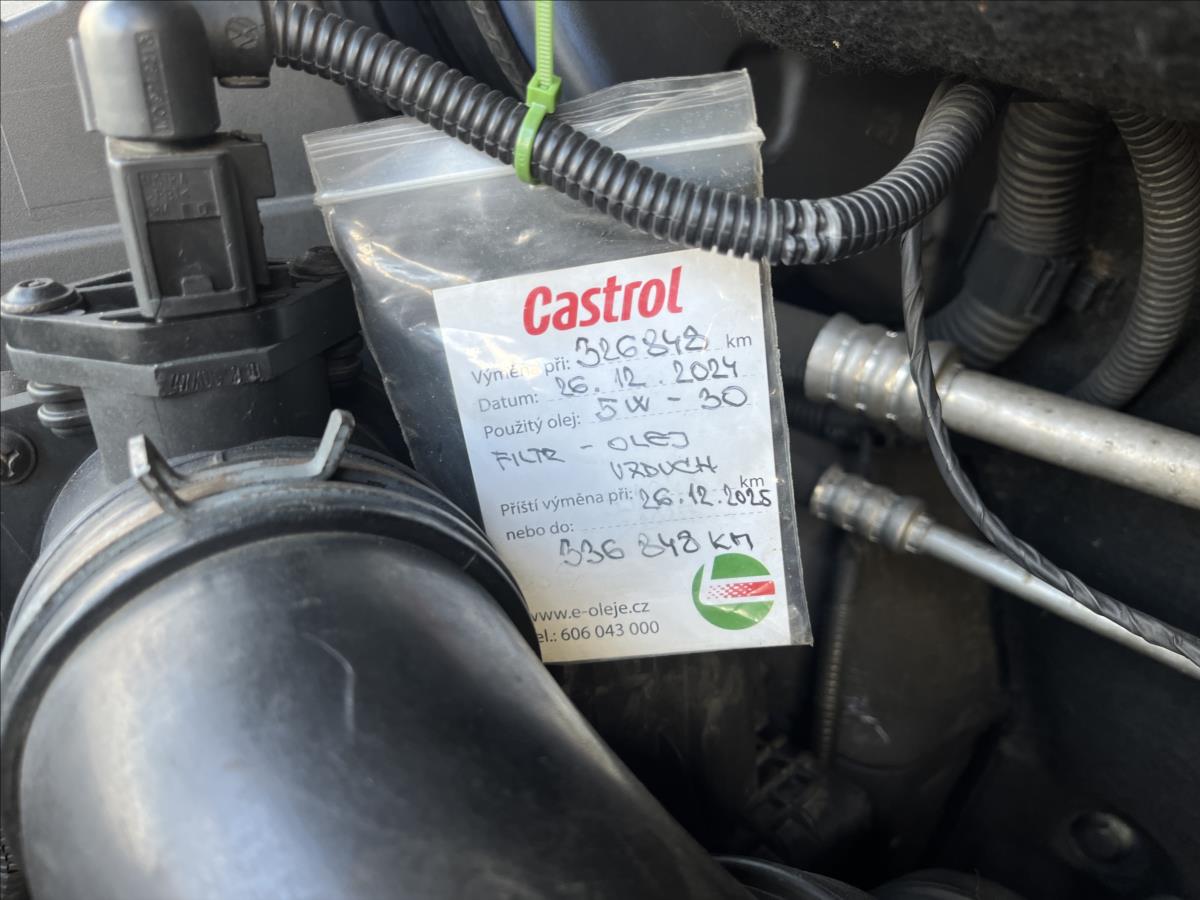 Castrol
Výměna při: 326848 km
Datum: 26.12.2024
Použitý olej: 5W-30
FILTR - OLEJ
VZDUCH
Příští výměna při: 26.12.2025 km
nebo do:
336 848 KM
www.e-oleje.cz
el.: 606 043 000